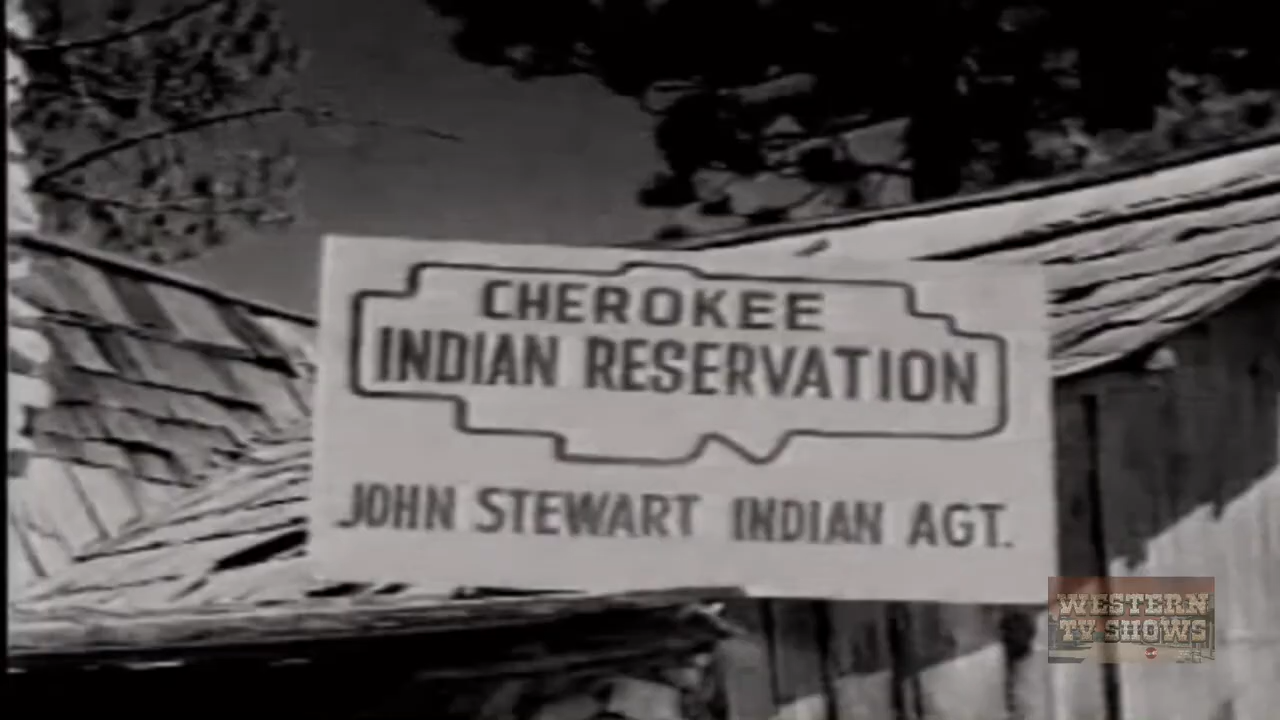 CHEROKEE
INDIAN RESERVATION
JOHN STEWART INDIAN AGT.
WESTERN
TV SHOWS